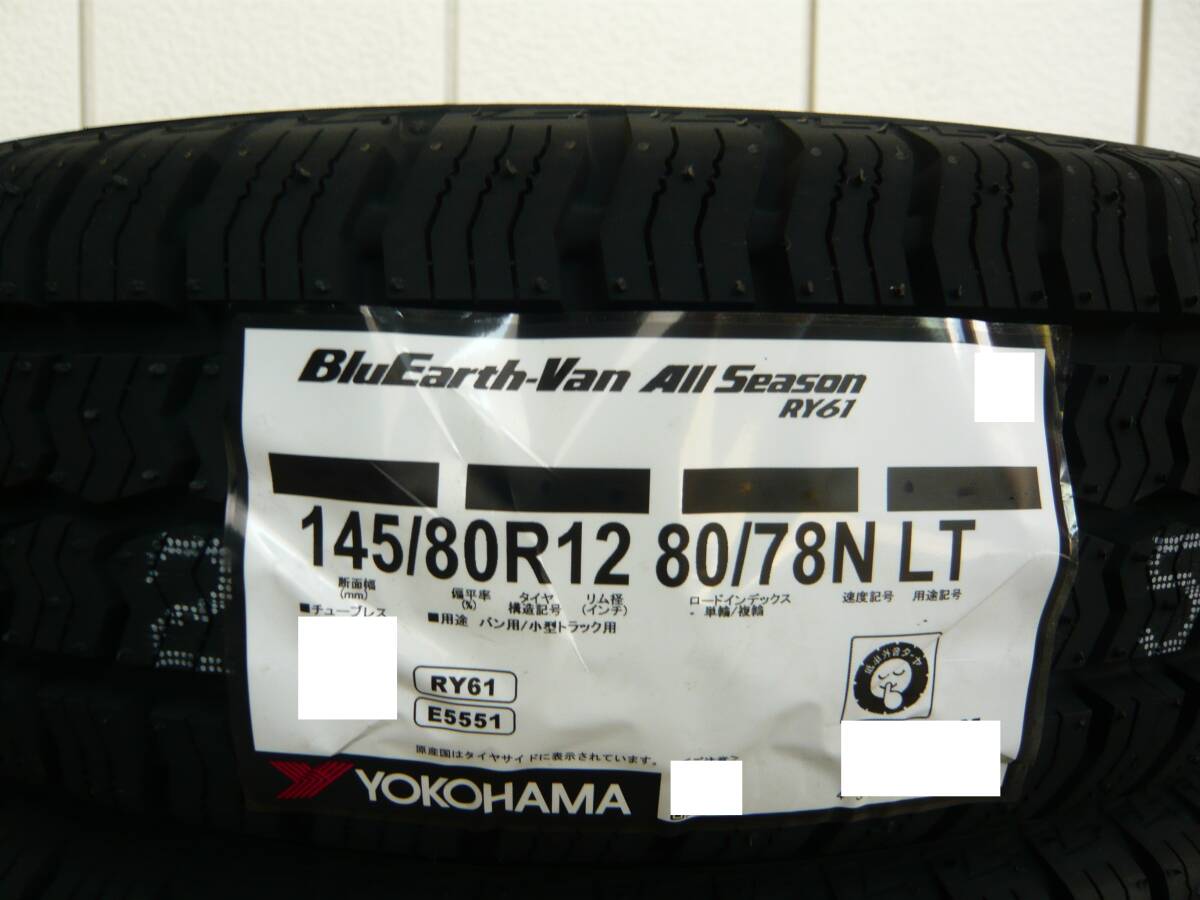 BluEarth-Van All Season
RY61
145/80R12 80/78N LT
断面幅 (mm) 偏平率 (%) タイヤ構造記号 リム径 (インチ) ロードインデックス 単輪/複輪 速度記号 用途記号
■チューブレス ■用途 バン用/小型トラック用
RY61
E5551
原産国はタイヤサイドに表示されています。
YOKOHAMA
2
5